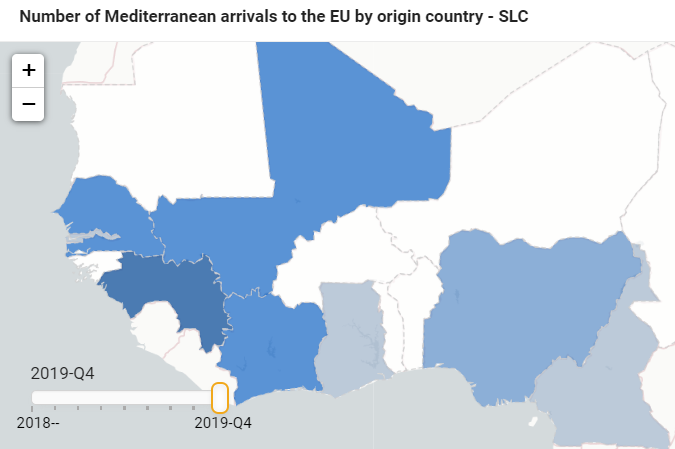 Number of Mediterranean arrivals to the EU by origin country - SLC
+
−
2019-Q4
2018-- 2019-Q4